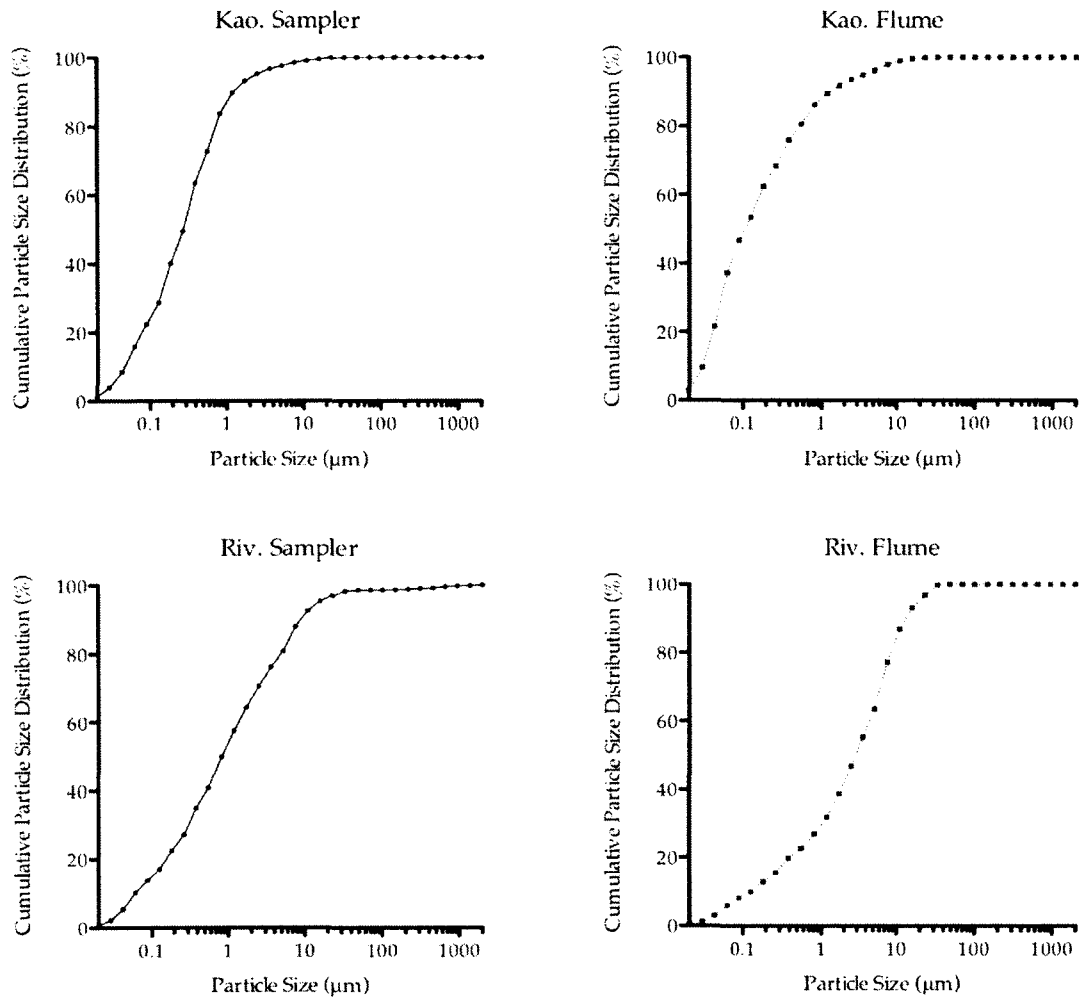 Kao. Sampler
Cumulative Particle Size Distribution (%)
100
80
60
40
20
0
0.1 1 10 100 1000
Particle Size (μm)
Kao. Flume
Cumulative Particle Size Distribution (%)
100
80
60
40
20
0
0.1 1 10 100 1000
Particle Size (μm)
Riv. Sampler
Cumulative Particle Size Distribution (%)
100
80
60
40
20
0
0.1 1 10 100 1000
Particle Size (μm)
Riv. Flume
Cumulative Particle Size Distribution (%)
100
80
60
40
20
0
0.1 1 10 100 1000
Particle Size (μm)